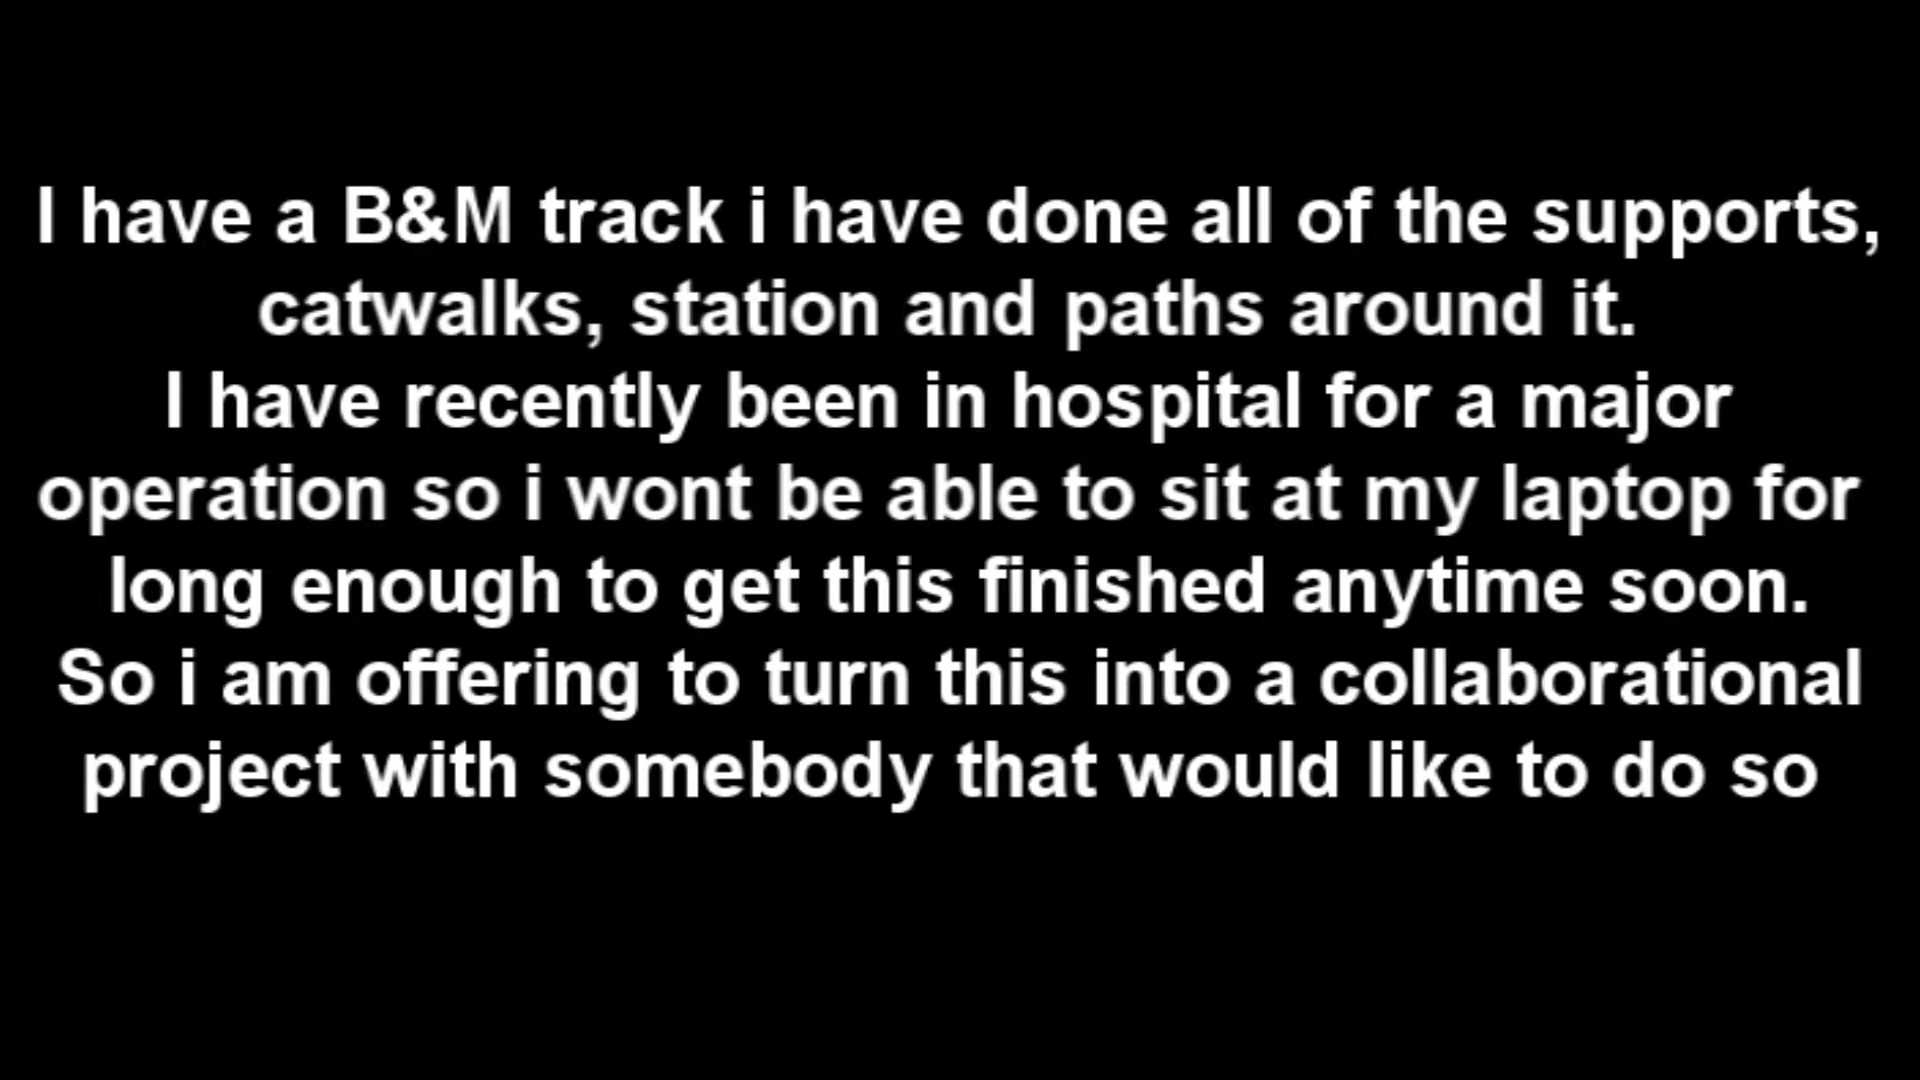 I have a B&M track i have done all of the supports,
catwalks, station and paths around it.
I have recently been in hospital for a major
operation so i wont be able to sit at my laptop for
long enough to get this finished anytime soon.
So i am offering to turn this into a collaborational
project with somebody that would like to do so